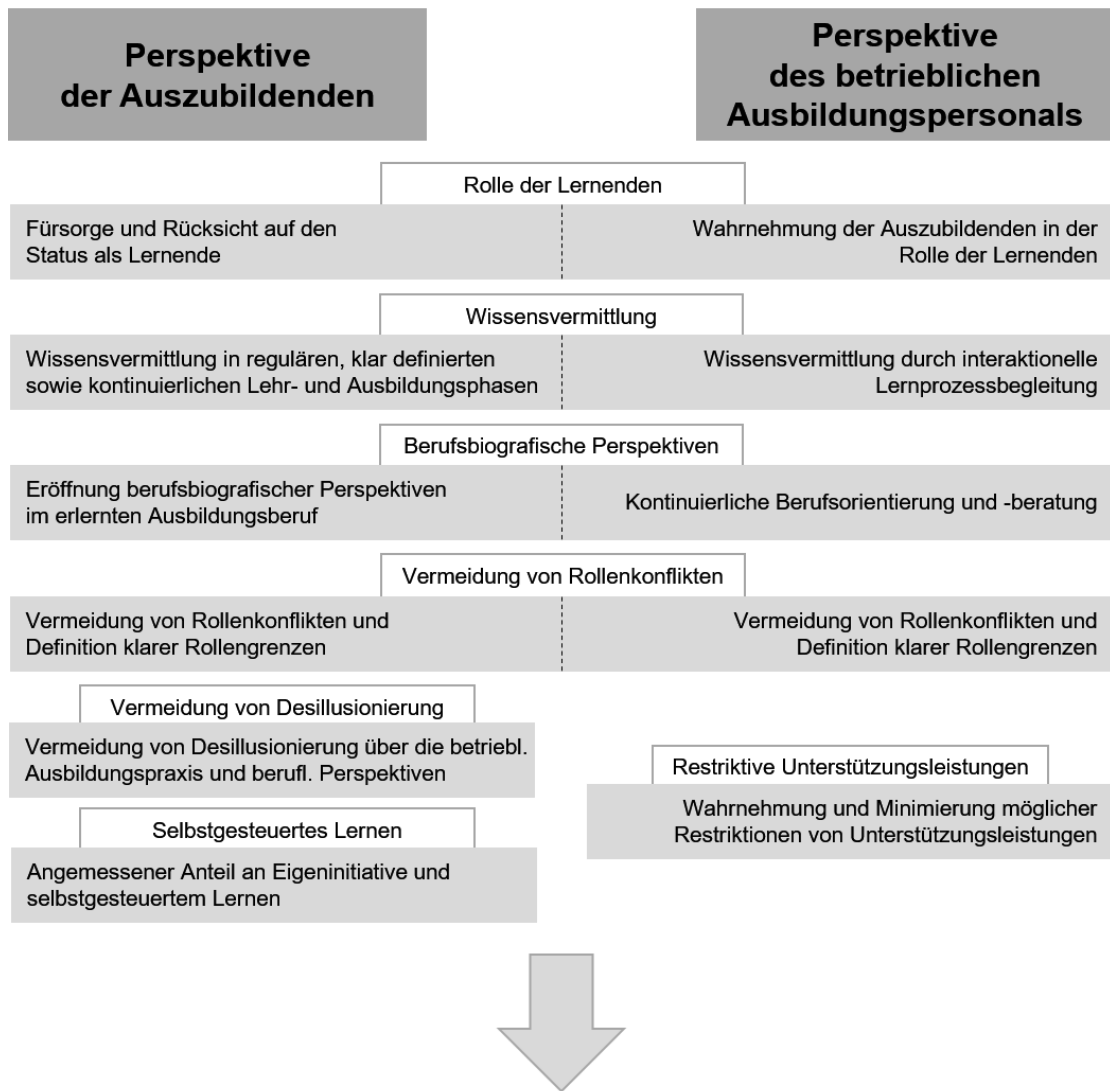 Perspektive
der Auszubildenden
Perspektive
des betrieblichen
Ausbildungspersonals
Rolle der Lernenden
Fürsorge und Rücksicht auf den
Status als Lernende
Wahrnehmung der Auszubildenden in der
Rolle der Lernenden
Wissensvermittlung
Wissensvermittlung in regulären, klar definierten
sowie kontinuierlichen Lehr- und Ausbildungsphasen
Wissensvermittlung durch interaktionelle
Lernprozessbegleitung
Berufsbiografische Perspektiven
Eröffnung berufsbiografischer Perspektiven
im erlernten Ausbildungsberuf
Kontinuierliche Berufsorientierung und -beratung
Vermeidung von Rollenkonflikten
Vermeidung von Rollenkonflikten und
Definition klarer Rollengrenzen
Vermeidung von Rollenkonflikten und
Definition klarer Rollengrenzen
Vermeidung von Desillusionierung
Vermeidung von Desillusionierung über die betriebl.
Ausbildungspraxis und berufl. Perspektiven
Restriktive Unterstützungsleistungen
Wahrnehmung und Minimierung möglicher
Restriktionen von Unterstützungsleistungen
Selbstgesteuertes Lernen
Angemessener Anteil an Eigeninitiative und
selbstgesteuertem Lernen